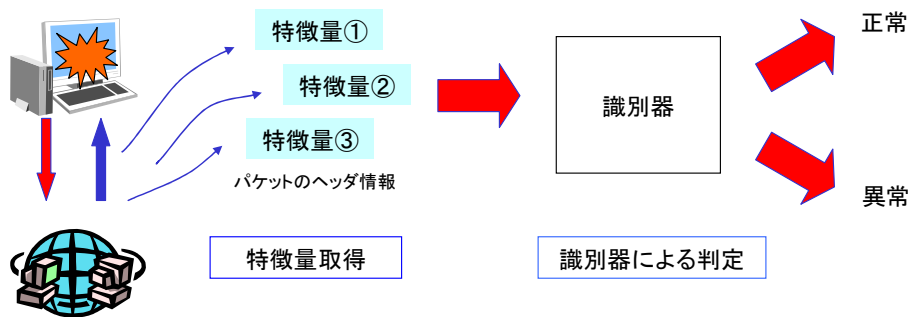 特徴量①
特徴量②
特徴量③
パケットのヘッダ情報
特徴量取得
識別器
識別器による判定
正常
異常